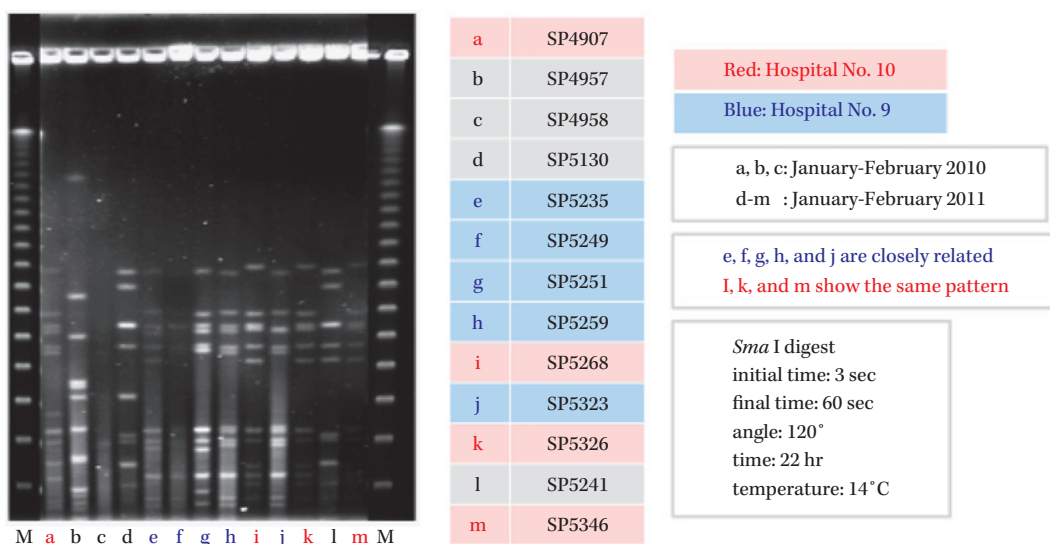 M a b c d e f g h i j k l m M
a SP4907
b SP4957
c SP4958
d SP5130
e SP5235
f SP5249
g SP5251
h SP5259
i SP5268
j SP5323
k SP5326
l SP5241
m SP5346
Red: Hospital No. 10
Blue: Hospital No. 9
a, b, c: January-February 2010
d-m : January-February 2011
e, f, g, h, and j are closely related
I, k, and m show the same pattern
Sma I digest
initial time: 3 sec
final time: 60 sec
angle: 120˚
time: 22 hr
temperature: 14˚C